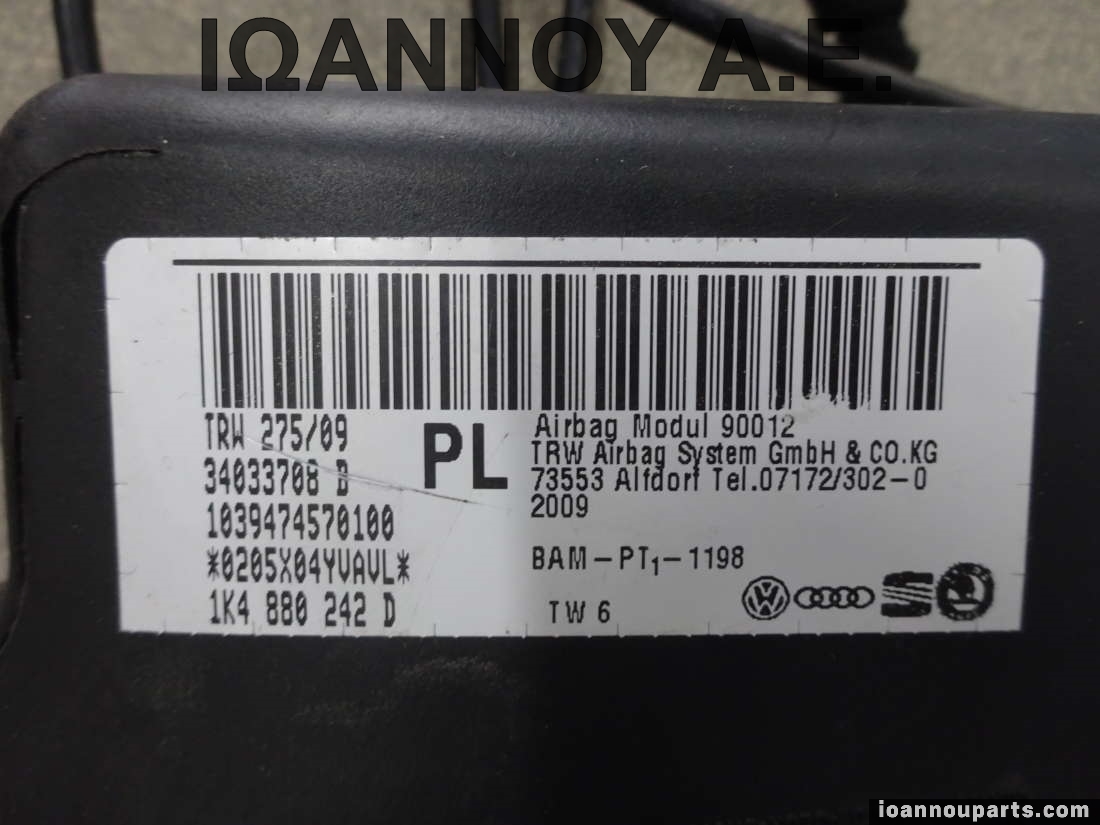 ΙΩΑΝΝΟΥ Α.Ε.
TRW 275/09
34033708 B
1039474570100
*0205X04YVAVL*
1K4 880 242 D
PL
Airbag Modul 90012
TRW Airbag System GmbH & CO.KG
73553 Alfdorf Tel.07172/302-0
2009
BAM-PT1-1198
TW 6
ioannouparts.com